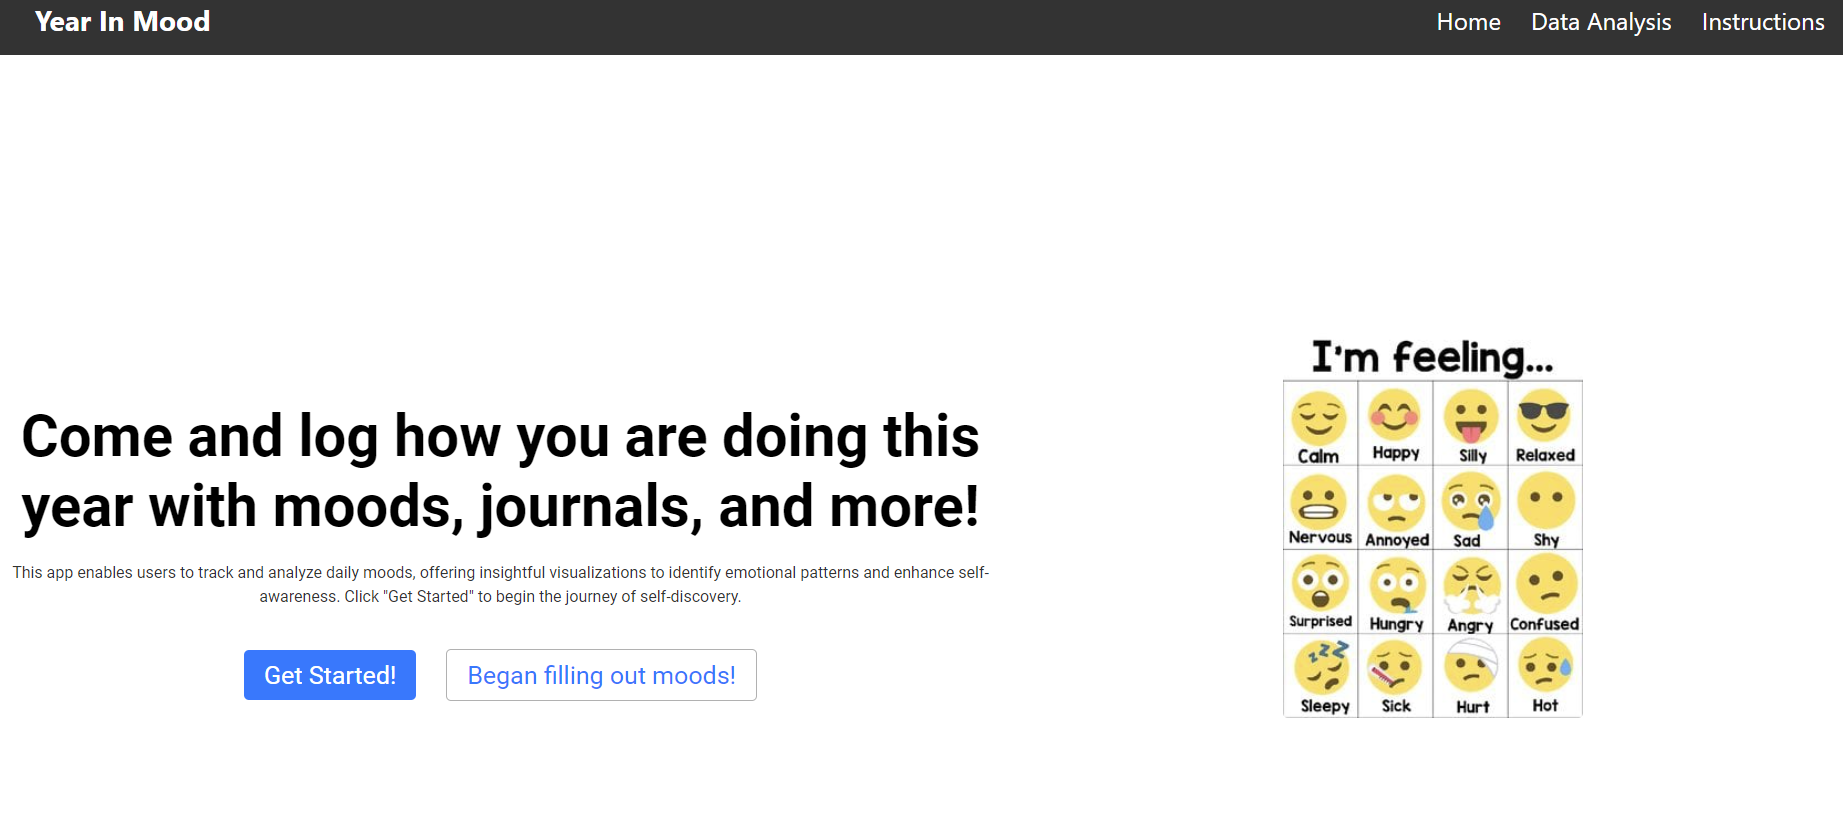 Year In Mood
Home Data Analysis Instructions
Come and log how you are doing this
year with moods, journals, and more!
This app enables users to track and analyze daily moods, offering insightful visualizations to identify emotional patterns and enhance self-
awareness. Click "Get Started" to begin the journey of self-discovery.
Get Started! Began filling out moods!
I'm feeling...
Calm Happy Silly Relaxed
Nervous Annoyed Sad Shy
Surprised Hungry Angry Confused
Sleepy Sick Hurt Hot